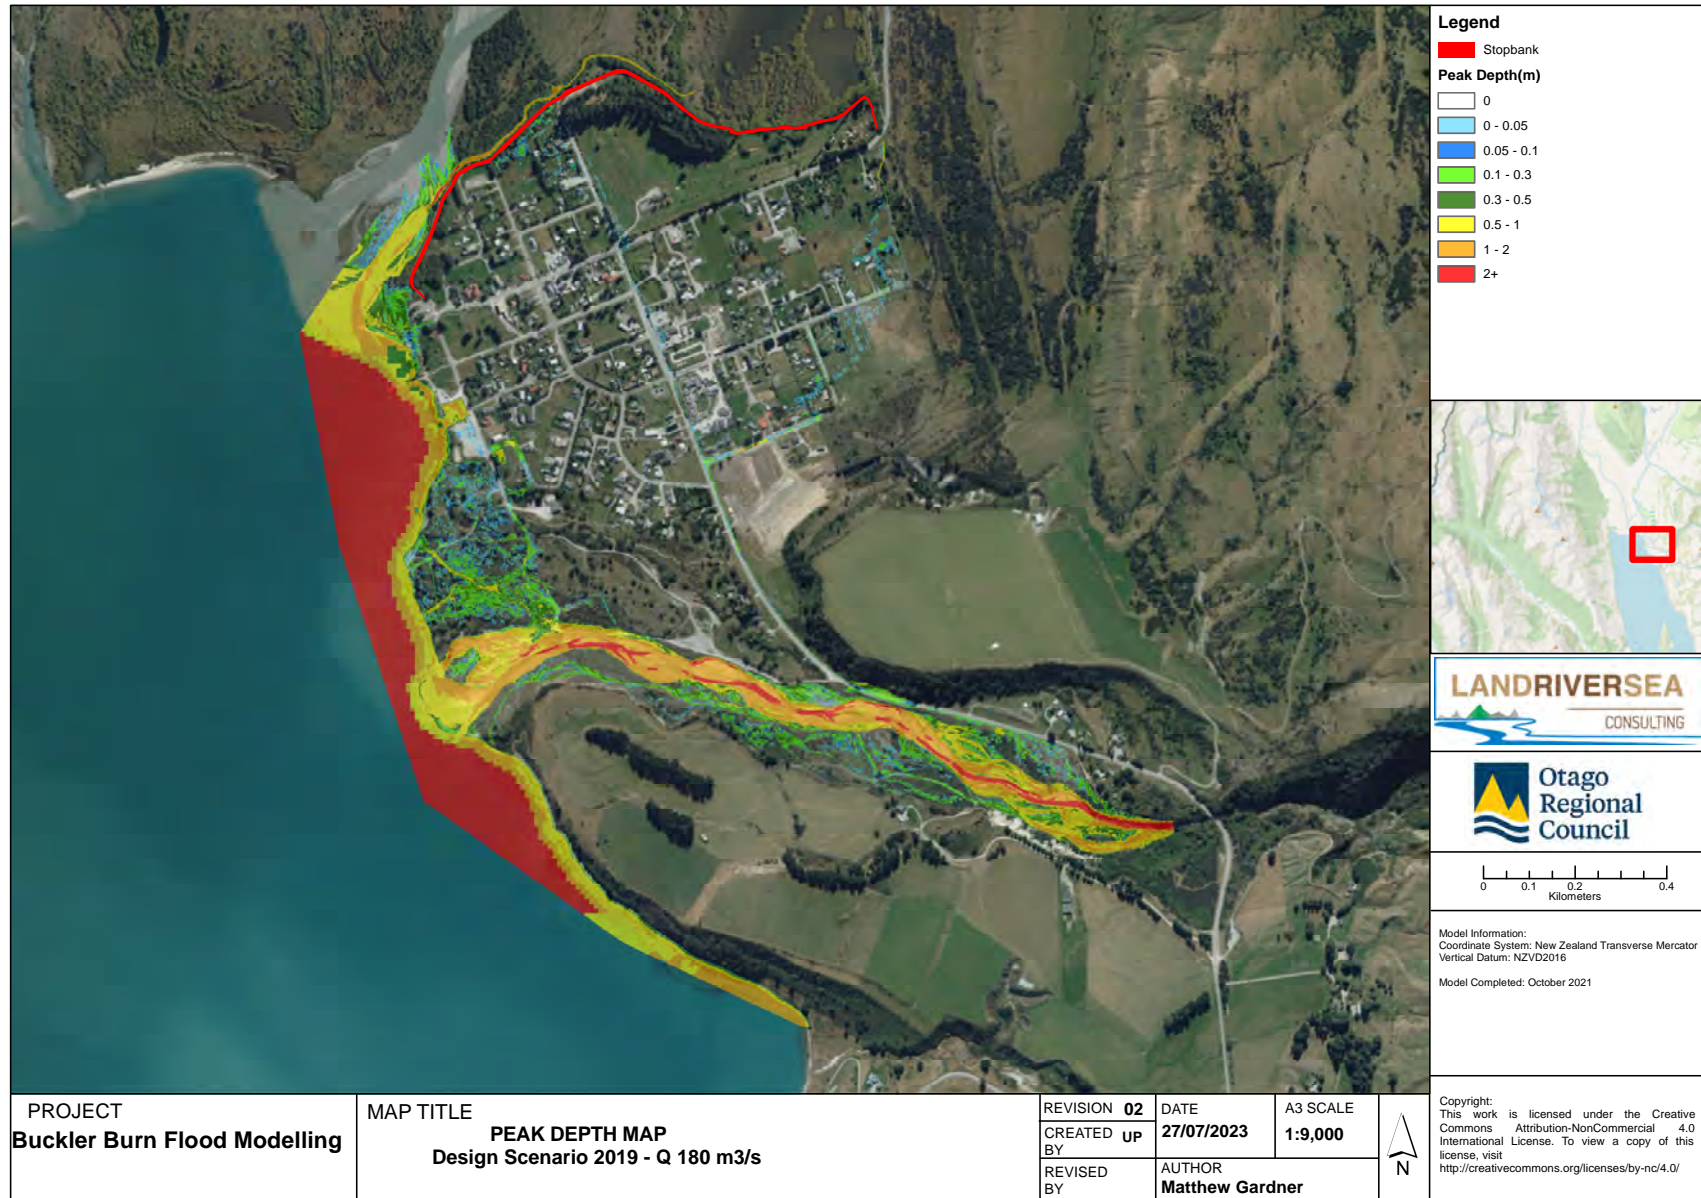 Legend
Stopbank
Peak Depth(m)
0
0 - 0.05
0.05 - 0.1
0.1 - 0.3
0.3 - 0.5
0.5 - 1
1 - 2
2+
LANDRIVERSEA
CONSULTING
Otago
Regional
Council
0 0.1 0.2 0.4
Kilometers
Model Information:
Coordinate System: New Zealand Transverse Mercator
Vertical Datum: NZVD2016
Model Completed: October 2021
Copyright:
This work is licensed under the Creative
Commons Attribution-NonCommercial 4.0
International License. To view a copy of this
license, visit
http://creativecommons.org/licenses/by-nc/4.0/
PROJECT
Buckler Burn Flood Modelling
MAP TITLE
PEAK DEPTH MAP
Design Scenario 2019 - Q 180 m3/s
REVISION 02
CREATED BY UP
REVISED BY
DATE
27/07/2023
A3 SCALE
1:9,000
AUTHOR
Matthew Gardner
N